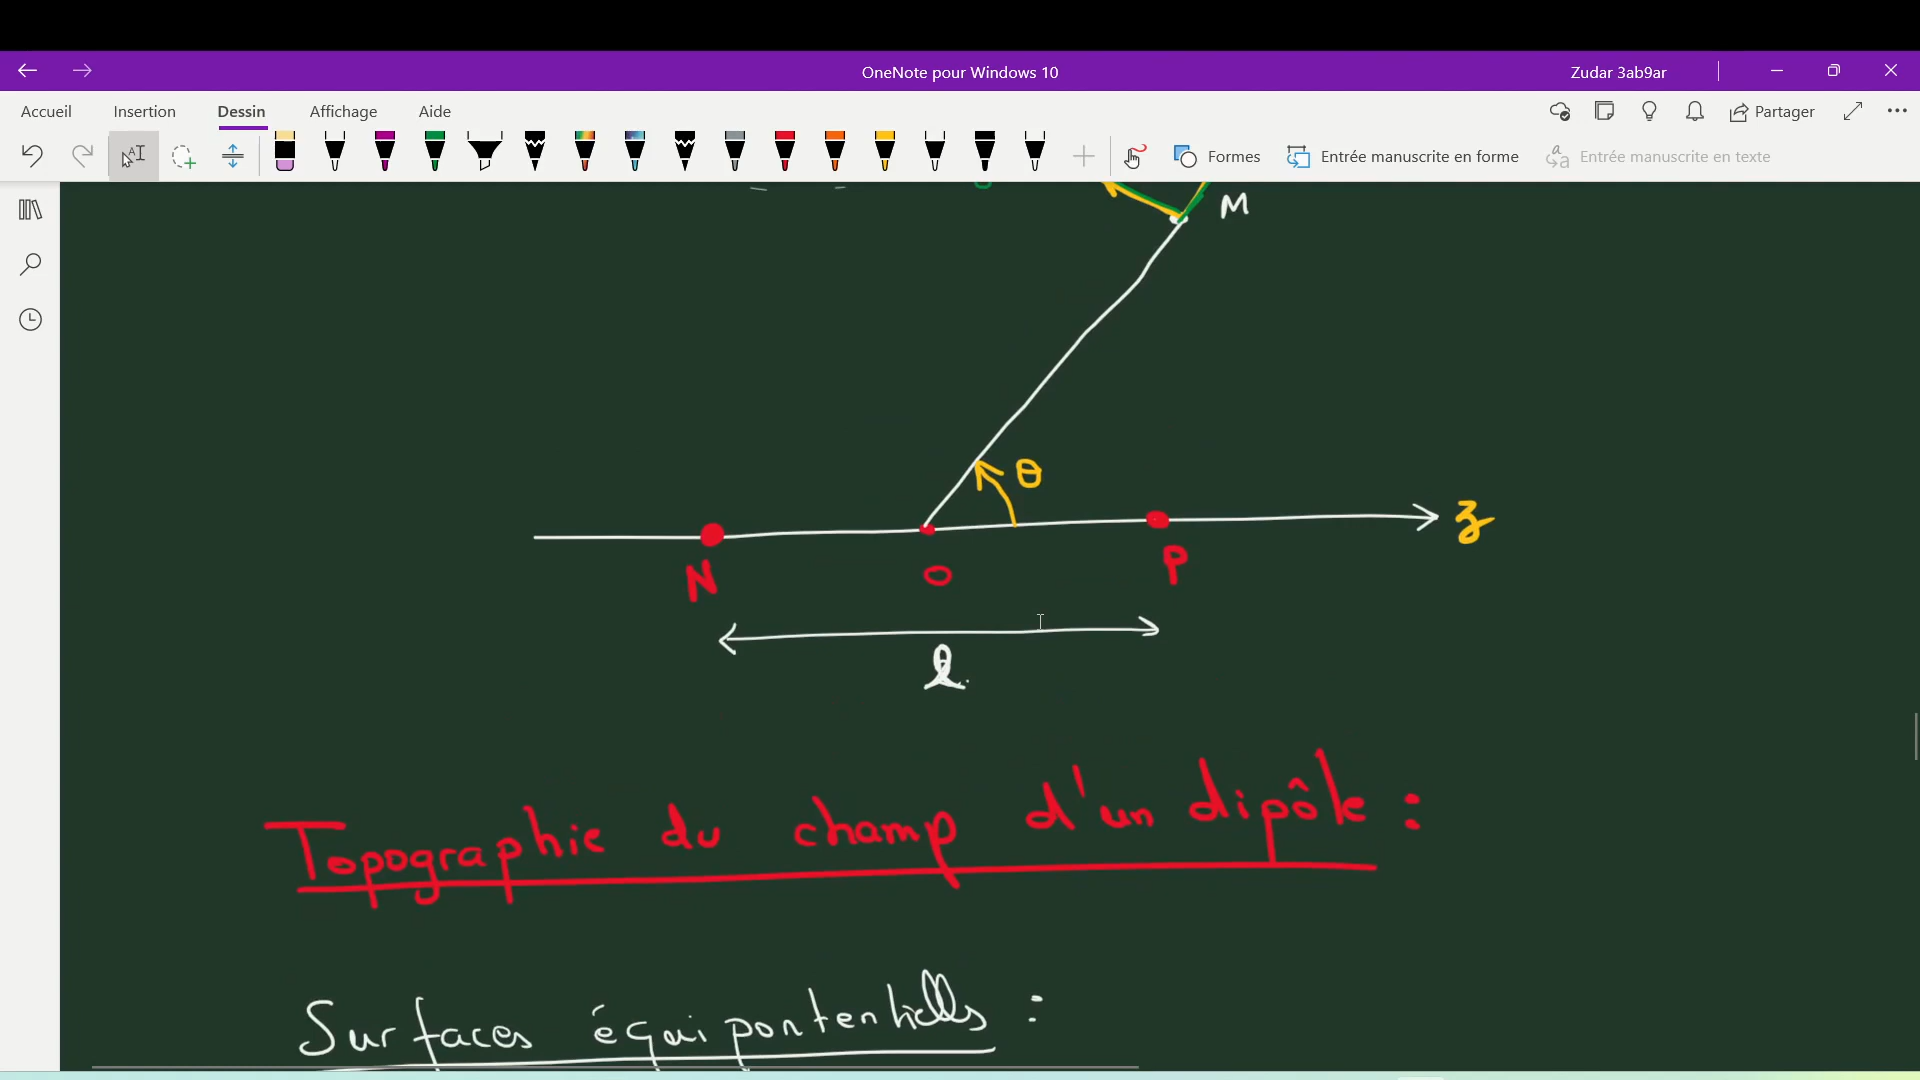 OneNote pour Windows 10
Zudar 3ab9ar
Accueil
Insertion
Dessin
Affichage
Aide
Partager
Formes
Entrée manuscrite en forme
Entrée manuscrite en texte
M
θ
z
N
O
P
l
Topographie du champ d'un dipôle :
Surfaces équipontentiells :